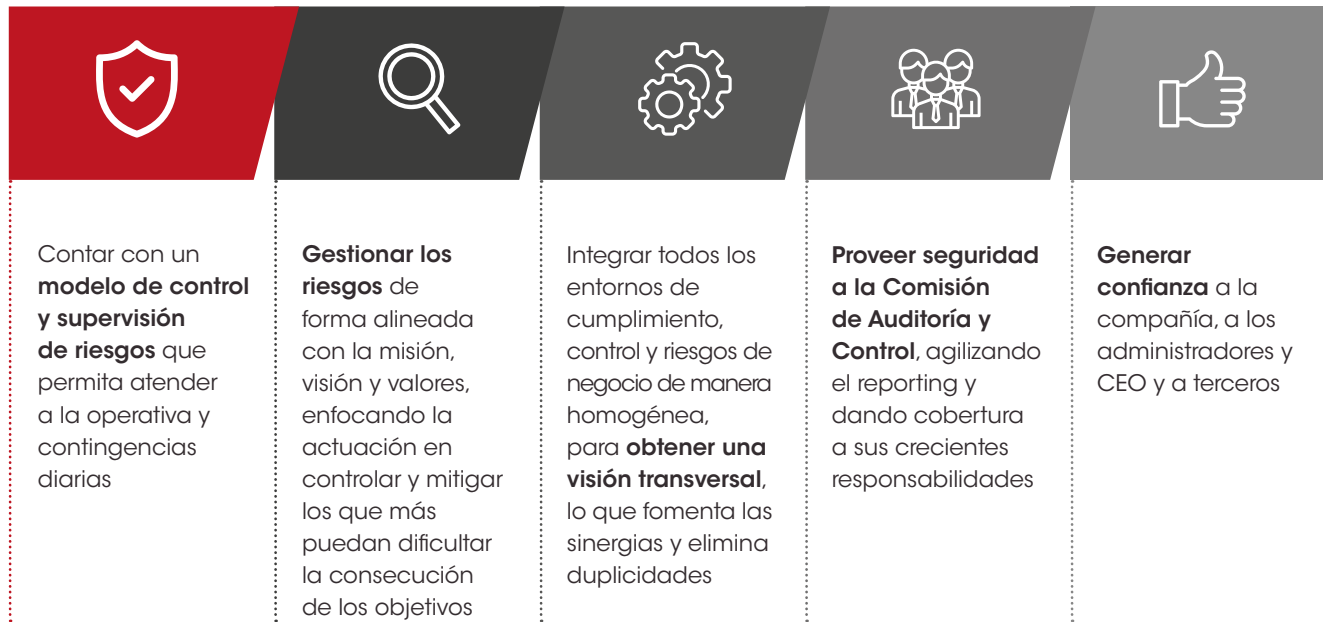 Contar con un
modelo de control
y supervisión
de riesgos que
permita atender
a la operativa y
contingencias
diarias
Gestionar los
riesgos de
forma alineada
con la misión,
visión y valores,
enfocando la
actuación en
controlar y mitigar
los que más
puedan dificultar
la consecución
de los objetivos
Integrar todos los
entornos de
cumplimiento,
control y riesgos de
negocio de manera
homogénea,
para obtener una
visión transversal,
lo que fomenta las
sinergias y elimina
duplicidades
Proveer seguridad
a la Comisión
de Auditoría y
Control, agilizando
el reporting y
dando cobertura
a sus crecientes
responsabilidades
Generar
confianza a la
compañía, a los
administradores y
CEO y a terceros